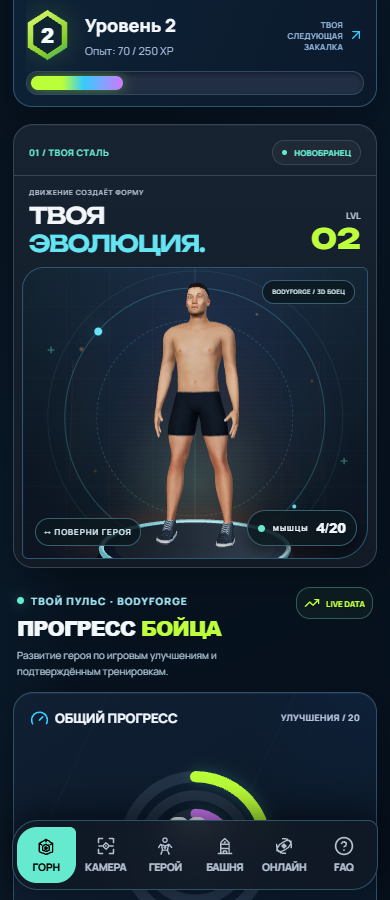 2
Уровень 2
Опыт: 70 / 250 XP
ТВОЯ
СЛЕДУЮЩАЯ
ЗАКАЛКА
01 / ТВОЯ СТАЛЬ
НОВОБРАНЕЦ
ДВИЖЕНИЕ СОЗДАЁТ ФОРМУ
ТВОЯ
ЭВОЛЮЦИЯ.
LVL
02
BODYFORGE / 3D БОЕЦ
↔ ПОВЕРНИ ГЕРОЯ
МЫШЦЫ 4/20
ТВОЙ ПУЛЬС · BODYFORGE
LIVE DATA
ПРОГРЕСС БОЙЦА
Развитие героя по игровым улучшениям и
подтверждённым тренировкам.
ОБЩИЙ ПРОГРЕСС
УЛУЧШЕНИЯ / 20
ГОРН
КАМЕРА
ГЕРОЙ
БАШНЯ
ОНЛАЙН
FAQ